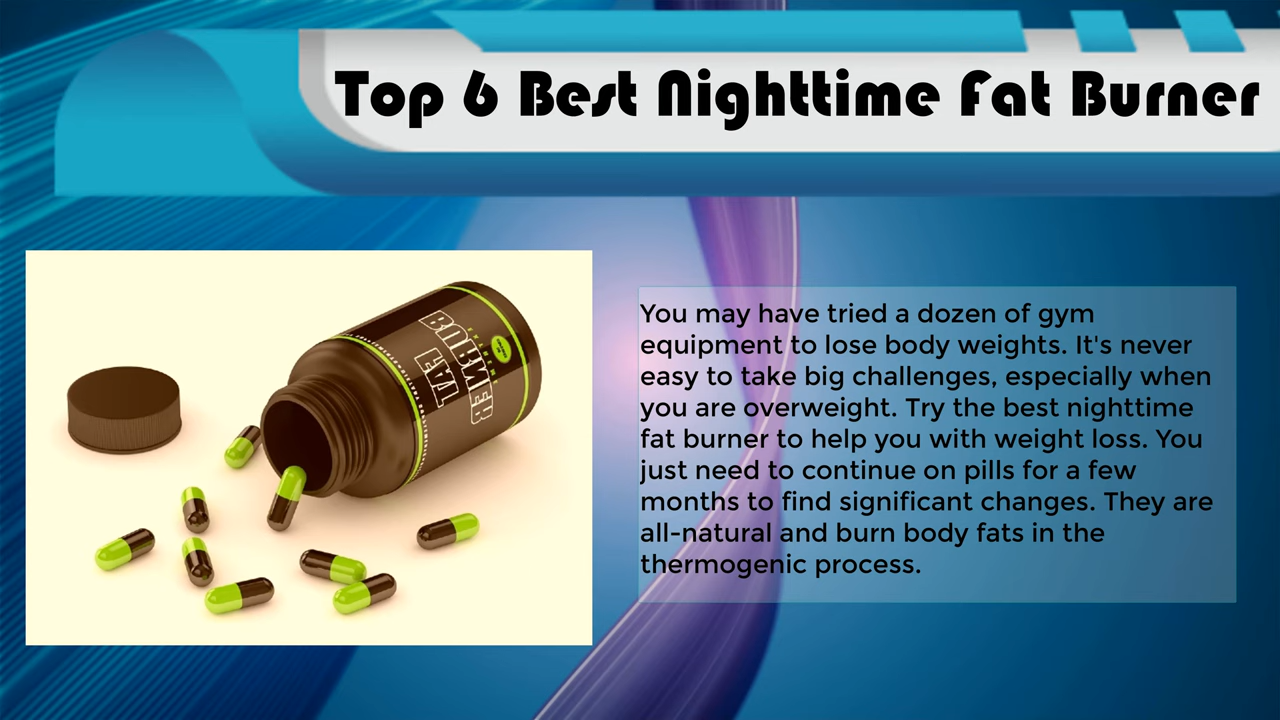 Top 6 Best Nighttime Fat Burner
FAT
BURNER
You may have tried a dozen of gym
equipment to lose body weights. It's never
easy to take big challenges, especially when
you are overweight. Try the best nighttime
fat burner to help you with weight loss. You
just need to continue on pills for a few
months to find significant changes. They are
all-natural and burn body fats in the
thermogenic process.